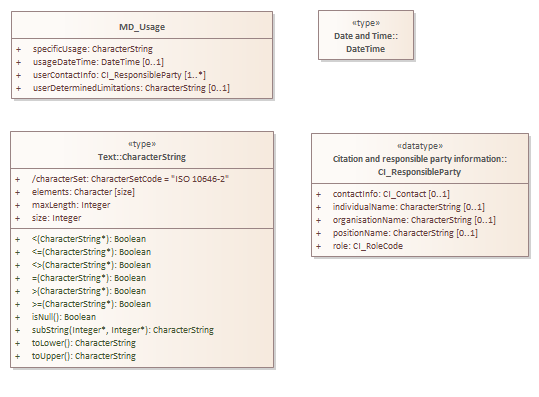 MD_Usage
+ specificUsage: CharacterString
+ usageDateTime: DateTime [0..1]
+ userContactInfo: CI_ResponsibleParty [1..*]
+ userDeterminedLimitations: CharacterString [0..1]
«type»
Date and Time::
DateTime
«type»
Text::CharacterString
+ /characterSet: CharacterSetCode = "ISO 10646-2"
+ elements: Character [size]
+ maxLength: Integer
+ size: Integer
+ <(CharacterString*): Boolean
+ <=(CharacterString*): Boolean
+ <>(CharacterString*): Boolean
+ =(CharacterString*): Boolean
+ >(CharacterString*): Boolean
+ >=(CharacterString*): Boolean
+ isNull(): Boolean
+ subString(Integer*, Integer*): CharacterString
+ toLower(): CharacterString
+ toUpper(): CharacterString
«datatype»
Citation and responsible party information::
CI_ResponsibleParty
+ contactInfo: CI_Contact [0..1]
+ individualName: CharacterString [0..1]
+ organisationName: CharacterString [0..1]
+ positionName: CharacterString [0..1]
+ role: CI_RoleCode